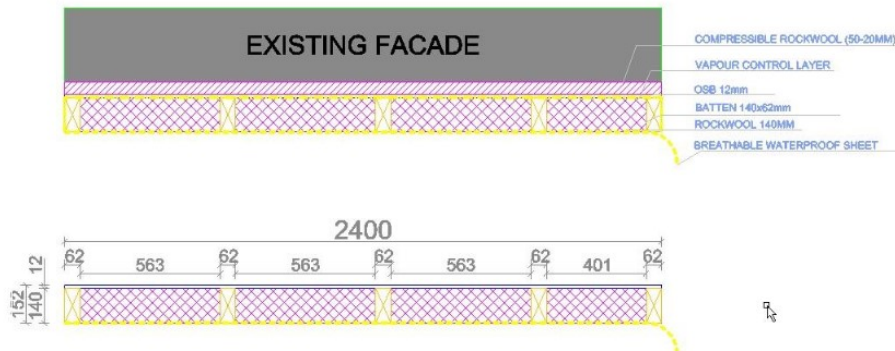 EXISTING FACADE
COMPRESSIBLE ROCKWOOL (50-20MM)
VAPOUR CONTROL LAYER
OSB 12mm
BATTEN 140x62mm
ROCKWOOL 140MM
BREATHABLE WATERPROOF SHEET
2400
62 62 62 62 62
563 563 563 401
12
152
140